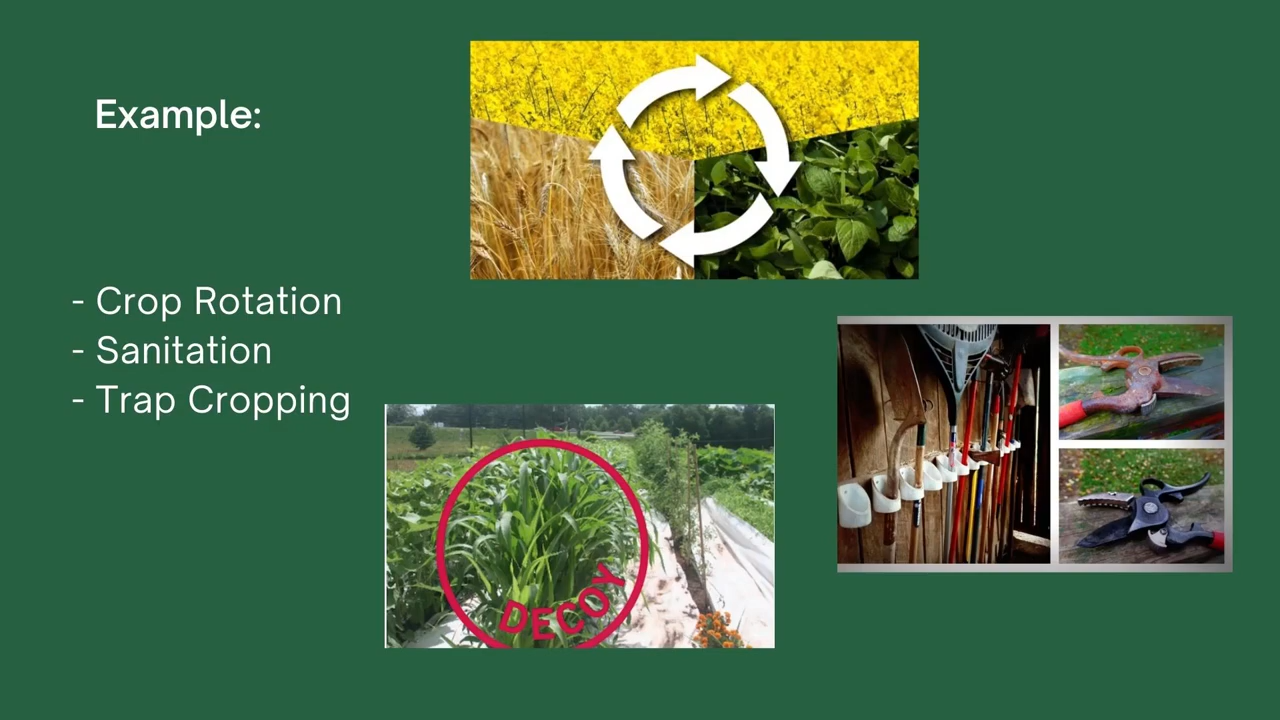 Example:
- Crop Rotation
- Sanitation
- Trap Cropping
DECOY